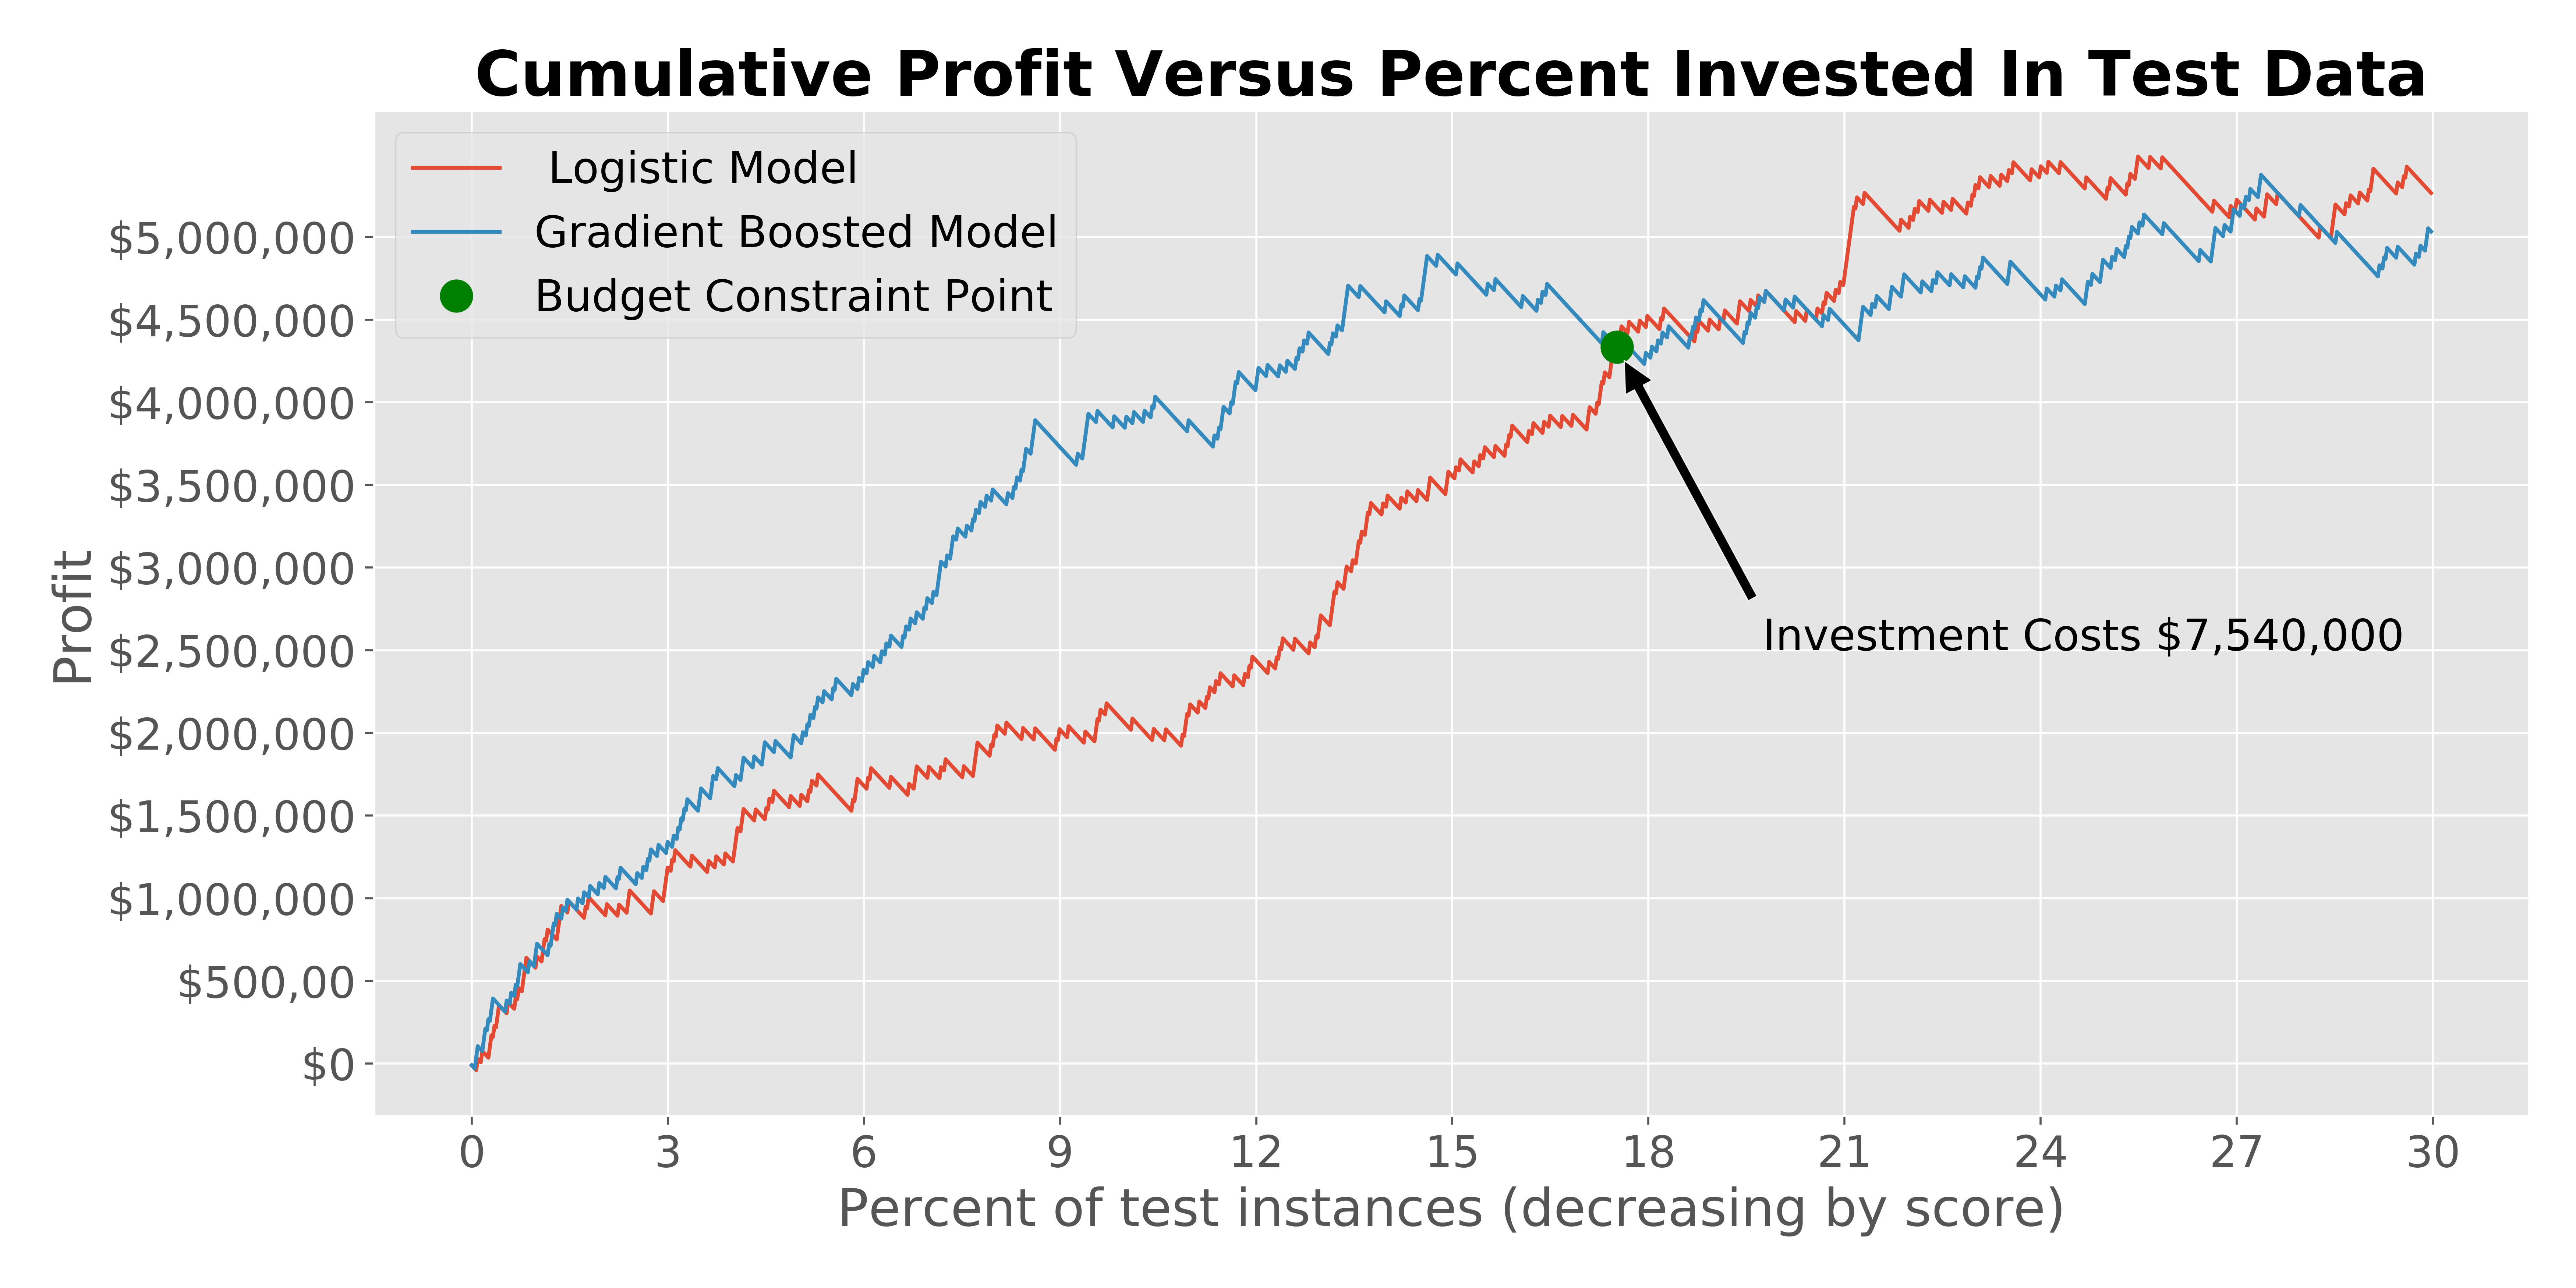 Cumulative Profit Versus Percent Invested In Test Data
Logistic Model
Gradient Boosted Model
Budget Constraint Point
$5,000,000
$4,500,000
$4,000,000
$3,500,000
$3,000,000
$2,500,000
$2,000,000
$1,500,000
$1,000,000
$500,00
$0
Profit
Investment Costs $7,540,000
0 3 6 9 12 15 18 21 24 27 30
Percent of test instances (decreasing by score)